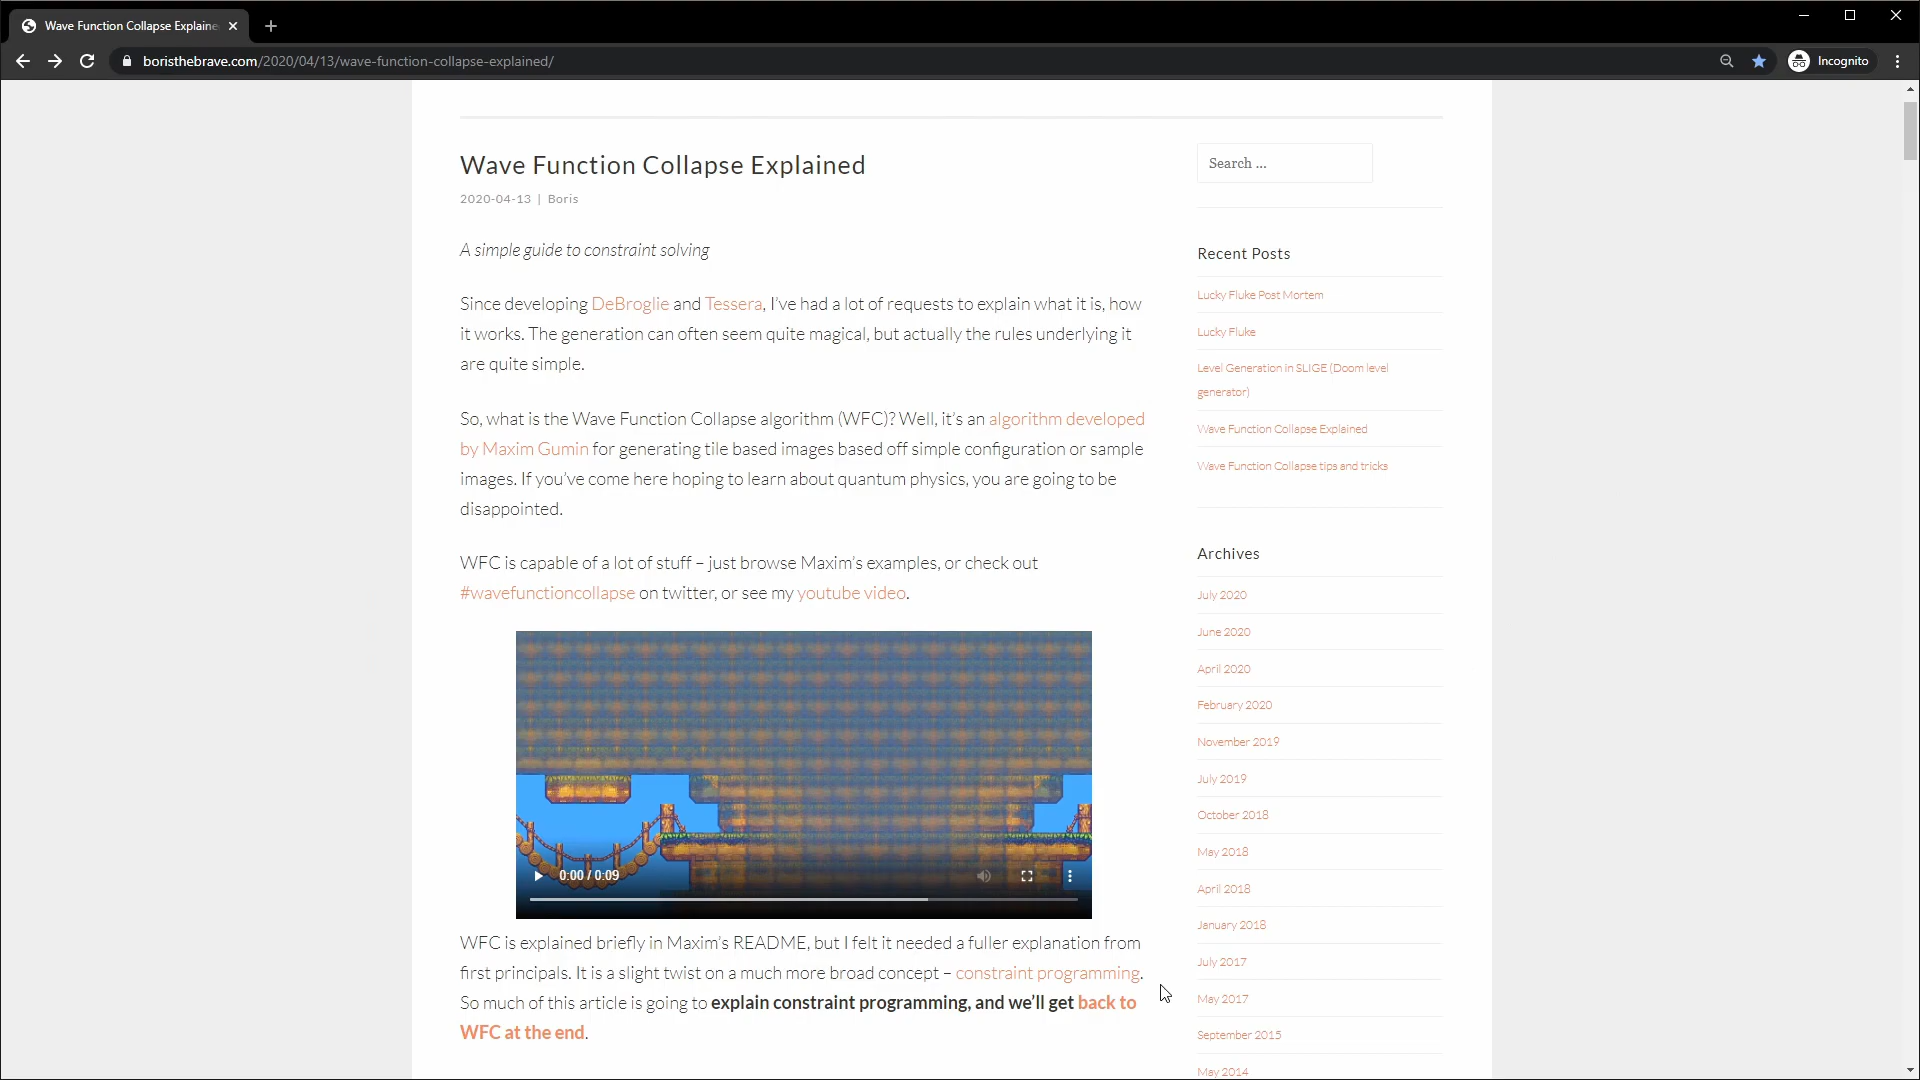 Wave Function Collapse Explaine
boristhebrave.com/2020/04/13/wave-function-collapse-explained/
Incognito
Wave Function Collapse Explained
2020-04-13 | Boris
A simple guide to constraint solving
Since developing DeBroglie and Tessera, I've had a lot of requests to explain what it is, how
it works. The generation can often seem quite magical, but actually the rules underlying it
are quite simple.
So, what is the Wave Function Collapse algorithm (WFC)? Well, it's an algorithm developed
by Maxim Gumin for generating tile based images based off simple configuration or sample
images. If you've come here hoping to learn about quantum physics, you are going to be
disappointed.
WFC is capable of a lot of stuff – just browse Maxim's examples, or check out
#wavefunctioncollapse on twitter, or see my youtube video.
0:00 / 0:09
WFC is explained briefly in Maxim's README, but I felt it needed a fuller explanation from
first principals. It is a slight twist on a much more broad concept – constraint programming.
So much of this article is going to explain constraint programming, and we'll get back to
WFC at the end.
Search ...
Recent Posts
Lucky Fluke Post Mortem
Lucky Fluke
Level Generation in SLIGE (Doom level
generator)
Wave Function Collapse Explained
Wave Function Collapse tips and tricks
Archives
July 2020
June 2020
April 2020
February 2020
November 2019
July 2019
October 2018
May 2018
April 2018
January 2018
July 2017
May 2017
September 2015
May 2014